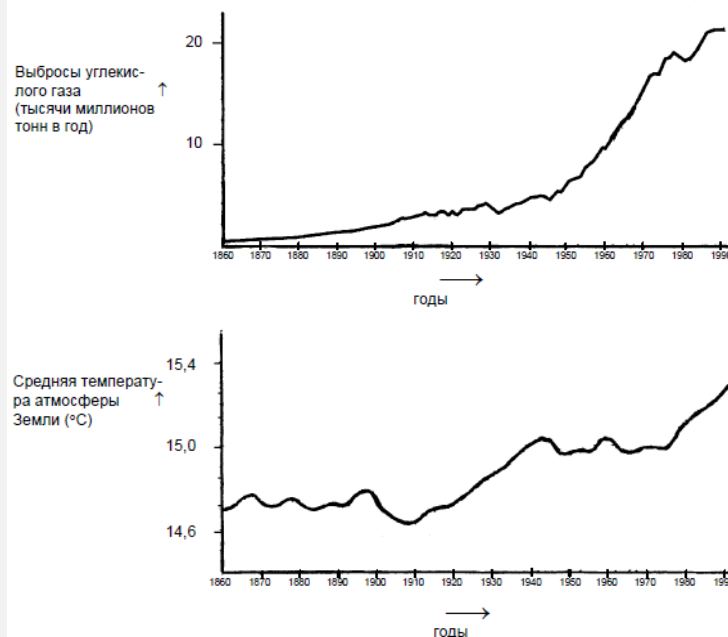 20
Выбросы углекис-
лого газа ↑
(тысячи миллионов
тонн в год)
10
1860 1870 1880 1890 1900 1910 1920 1930 1940 1950 1960 1970 1980 1990
годы
15,4
Средняя температу-
ра атмосферы ↑
Земли (°C)
15,0
14,6
1860 1870 1880 1890 1900 1910 1920 1930 1940 1950 1960 1970 1980 199
годы